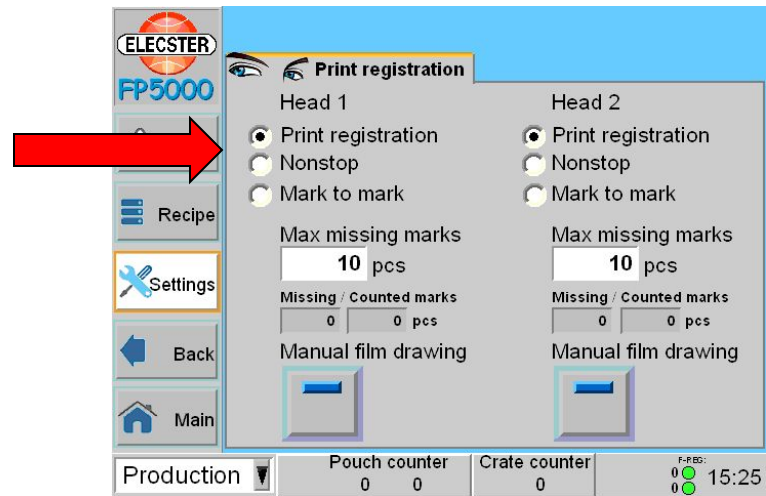 ELECSTER
FP5000
Print registration
Head 1
Head 2
Print registration
Print registration
Nonstop
Nonstop
Mark to mark
Mark to mark
Recipe
Max missing marks
Max missing marks
10 pcs
10 pcs
Settings
Missing / Counted marks
Missing / Counted marks
0 0 pcs
0 0 pcs
Back
Manual film drawing
Manual film drawing
Main
Production
Pouch counter
0 0
Crate counter
0
F-REG:
0
0
15:25